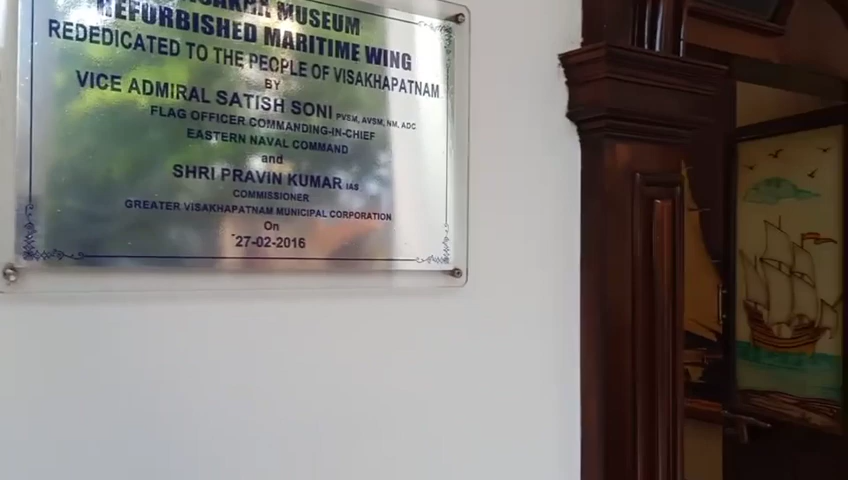 MUSEUM
REFURBISHED MARITIME WING
REDEDICATED TO THE PEOPLE OF VISAKHAPATNAM
BY
VICE ADMIRAL SATISH SONI PVSM, AVSM, NM, ADC
FLAG OFFICER COMMANDING-IN-CHIEF
EASTERN NAVAL COMMAND
and
SHRI PRAVIN KUMAR IAS
COMMISSIONER
GREATER VISAKHAPATNAM MUNICIPAL CORPORATION
On
27-02-2016